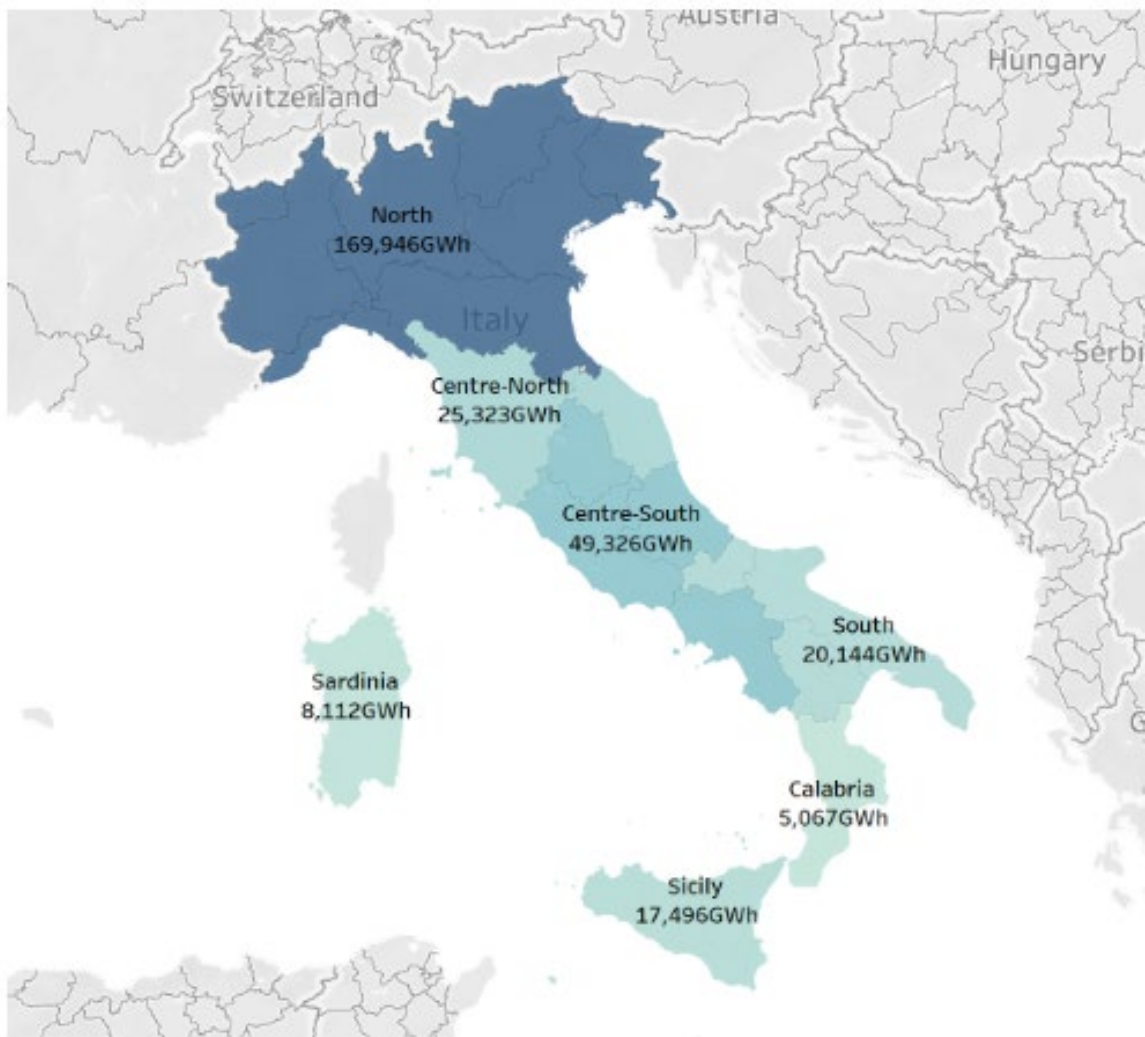 Austria
Hungary
Switzerland
North
169,946GWh
Italy
Serbi
Centre-North
25,323GWh
Centre-South
49,326GWh
South
20,144GWh
Sardinia
8,112GWh
G
Calabria
5,067GWh
Sicily
17,496GWh